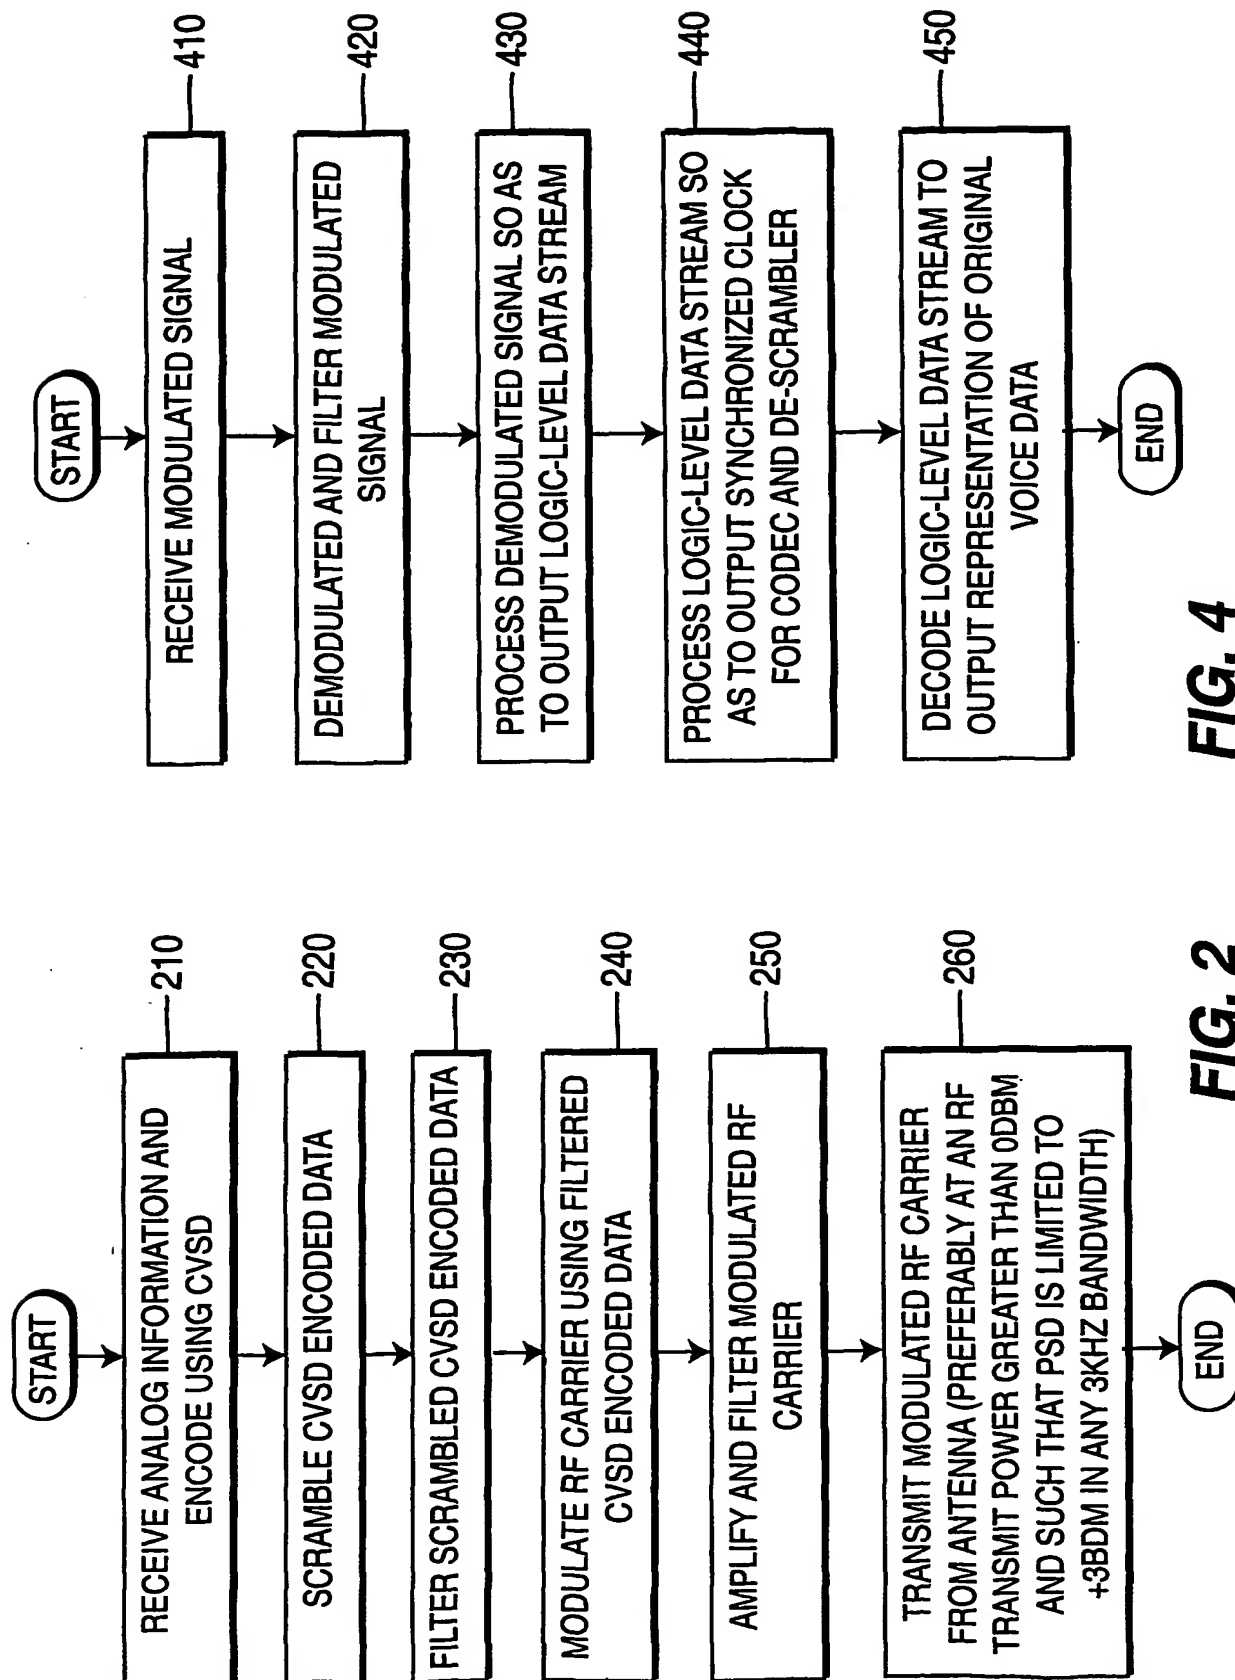 START
RECEIVE ANALOG INFORMATION AND
ENCODE USING CVSD
210
SCRAMBLE CVSD ENCODED DATA
220
FILTER SCRAMBLED CVSD ENCODED DATA
230
MODULATE RF CARRIER USING FILTERED
CVSD ENCODED DATA
240
AMPLIFY AND FILTER MODULATED RF
CARRIER
250
TRANSMIT MODULATED RF CARRIER
FROM ANTENNA (PREFERABLY AT AN RF
TRANSMIT POWER GREATER THAN 0DBM
AND SUCH THAT PSD IS LIMITED TO
+3BDM IN ANY 3KHZ BANDWIDTH)
260
END
FIG. 2
START
RECEIVE MODULATED SIGNAL
410
DEMODULATED AND FILTER MODULATED
SIGNAL
420
PROCESS DEMODULATED SIGNAL SO AS
TO OUTPUT LOGIC-LEVEL DATA STREAM
430
PROCESS LOGIC-LEVEL DATA STREAM SO
AS TO OUTPUT SYNCHRONIZED CLOCK
FOR CODEC AND DE-SCRAMBLER
440
DECODE LOGIC-LEVEL DATA STREAM TO
OUTPUT REPRESENTATION OF ORIGINAL
VOICE DATA
450
END
FIG. 4